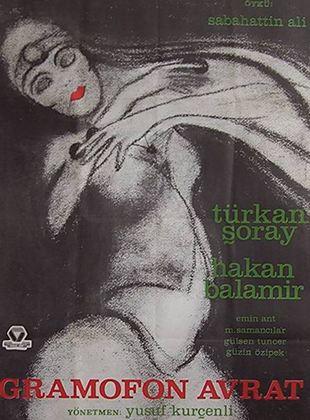 öykü:
sabahattin ali
türkan
şoray
hakan
balamir
emin ant
m. samancılar
gülsen tuncer
güzin özipek
GRAMOFON AVRAT
YÖNETMEN: yusuf kurçenli